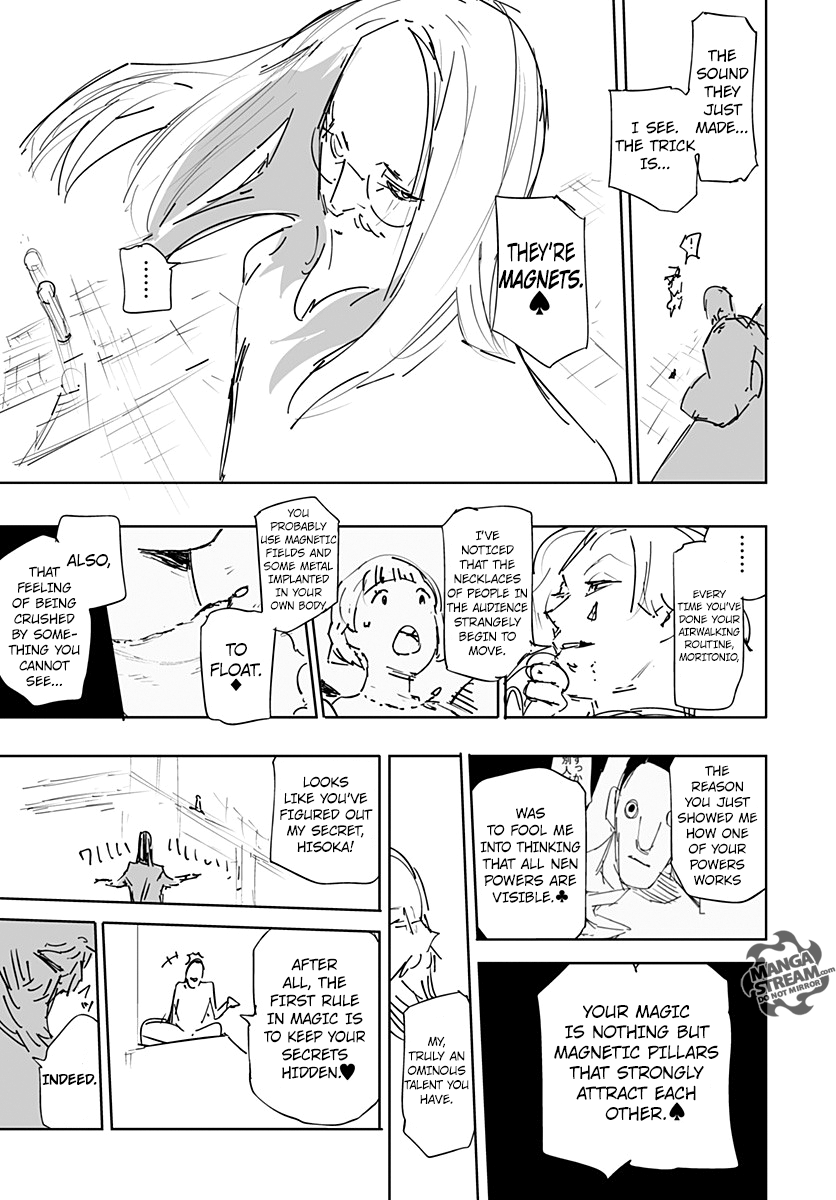 THE
SOUND
THEY
JUST
MADE...
I SEE.
THE TRICK
IS...
!
THEY'RE
MAGNETS.♠
......
......
EVERY
TIME YOU'VE
DONE YOUR
AIRWALKING
ROUTINE,
MORITONIO,
I'VE
NOTICED
THAT THE
NECKLACES
OF PEOPLE
IN THE
AUDIENCE
STRANGELY
BEGIN TO
MOVE.
YOU
PROBABLY
USE MAGNETIC
FIELDS AND
SOME METAL
IMPLANTED
IN YOUR
OWN BODY
TO
FLOAT.♦
ALSO,
THAT
FEELING
OF BEING
CRUSHED
BY SOME-
THING YOU
CANNOT
SEE...
THE
REASON
YOU JUST
SHOWED ME
HOW ONE
OF YOUR
POWERS
WORKS
WAS
TO FOOL ME
INTO THINKING
THAT ALL NEN
POWERS ARE
VISIBLE.♣
別人
YOUR MAGIC
IS NOTHING BUT
MAGNETIC PILLARS
THAT STRONGLY
ATTRACT EACH
OTHER.♠
MY,
TRULY AN
OMINOUS
TALENT YOU
HAVE.
LOOKS
LIKE YOU'VE
FIGURED OUT
MY SECRET,
HISOKA!
AFTER
ALL, THE
FIRST RULE
IN MAGIC IS
TO KEEP YOUR
SECRETS
HIDDEN.♥
INDEED.
MANGA
STREAM.com
DO NOT MIRROR!